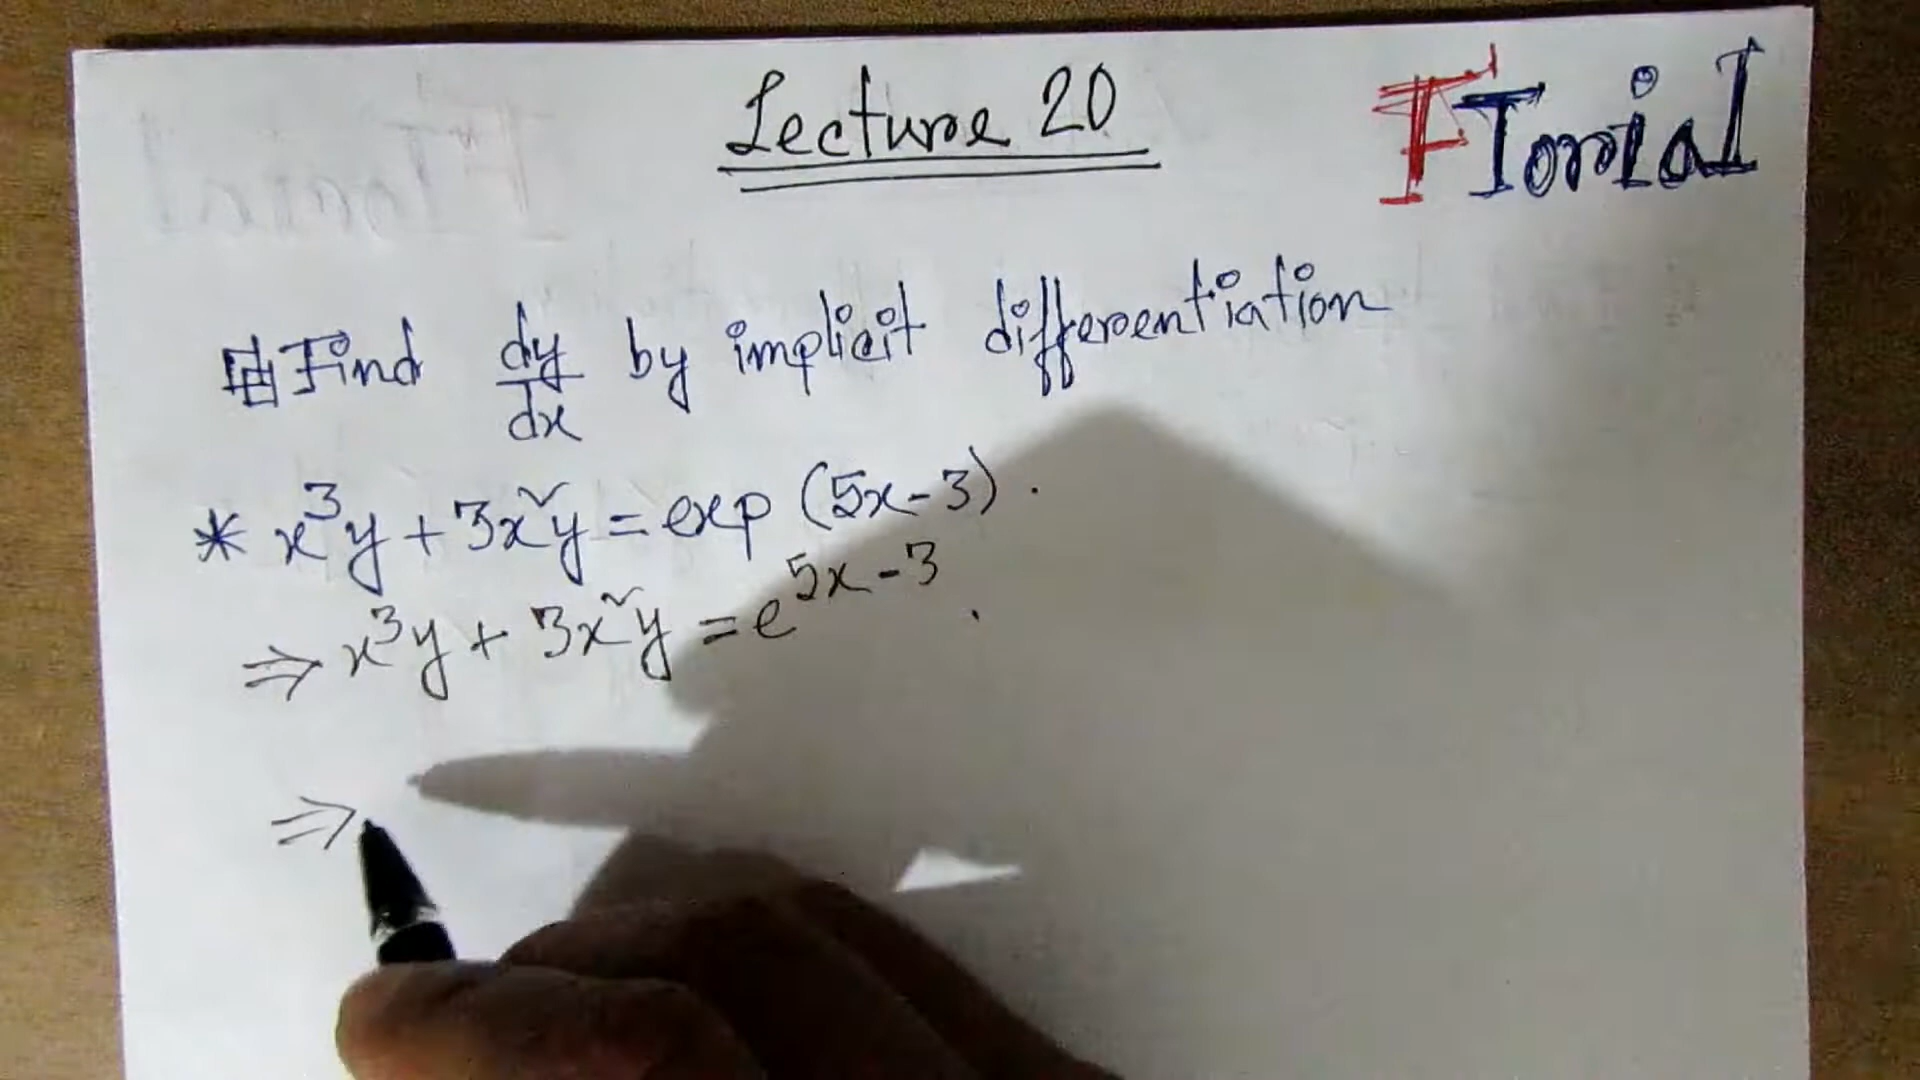 Lecture 20
FTorial
Find dy/dx by implicit differentiation
* x³y + 3x²y = exp (5x-3).
⇒ x³y + 3x²y = e^{5x-3}.
⇒